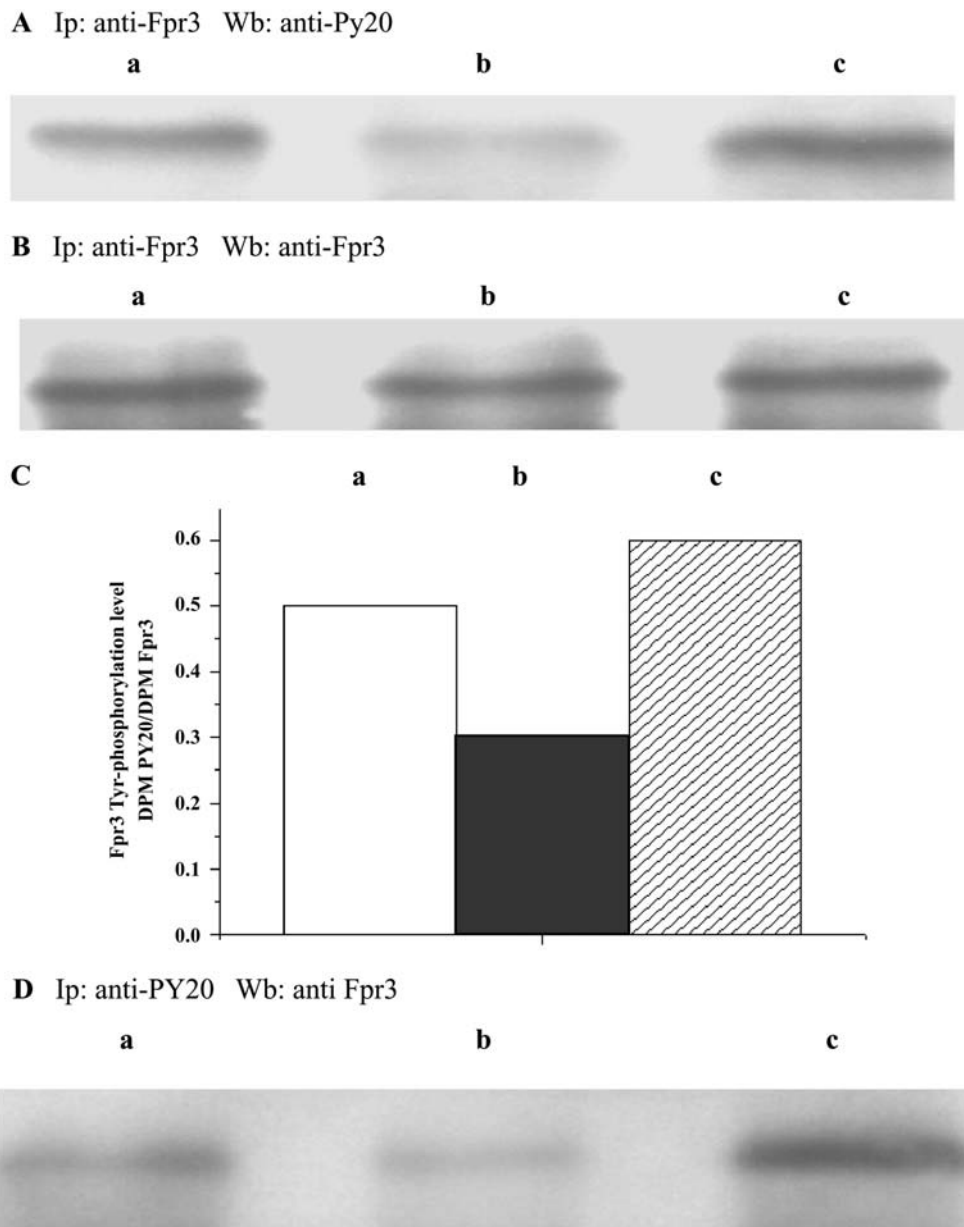 A Ip: anti-Fpr3 Wb: anti-Py20
a b c
B Ip: anti-Fpr3 Wb: anti-Fpr3
a b c
C a b c
Fpr3 Tyr-phosphorylation level
DPM PY20/DPM Fpr3
0.6
0.5
0.4
0.3
0.2
0.1
0.0
D Ip: anti-PY20 Wb: anti Fpr3
a b c